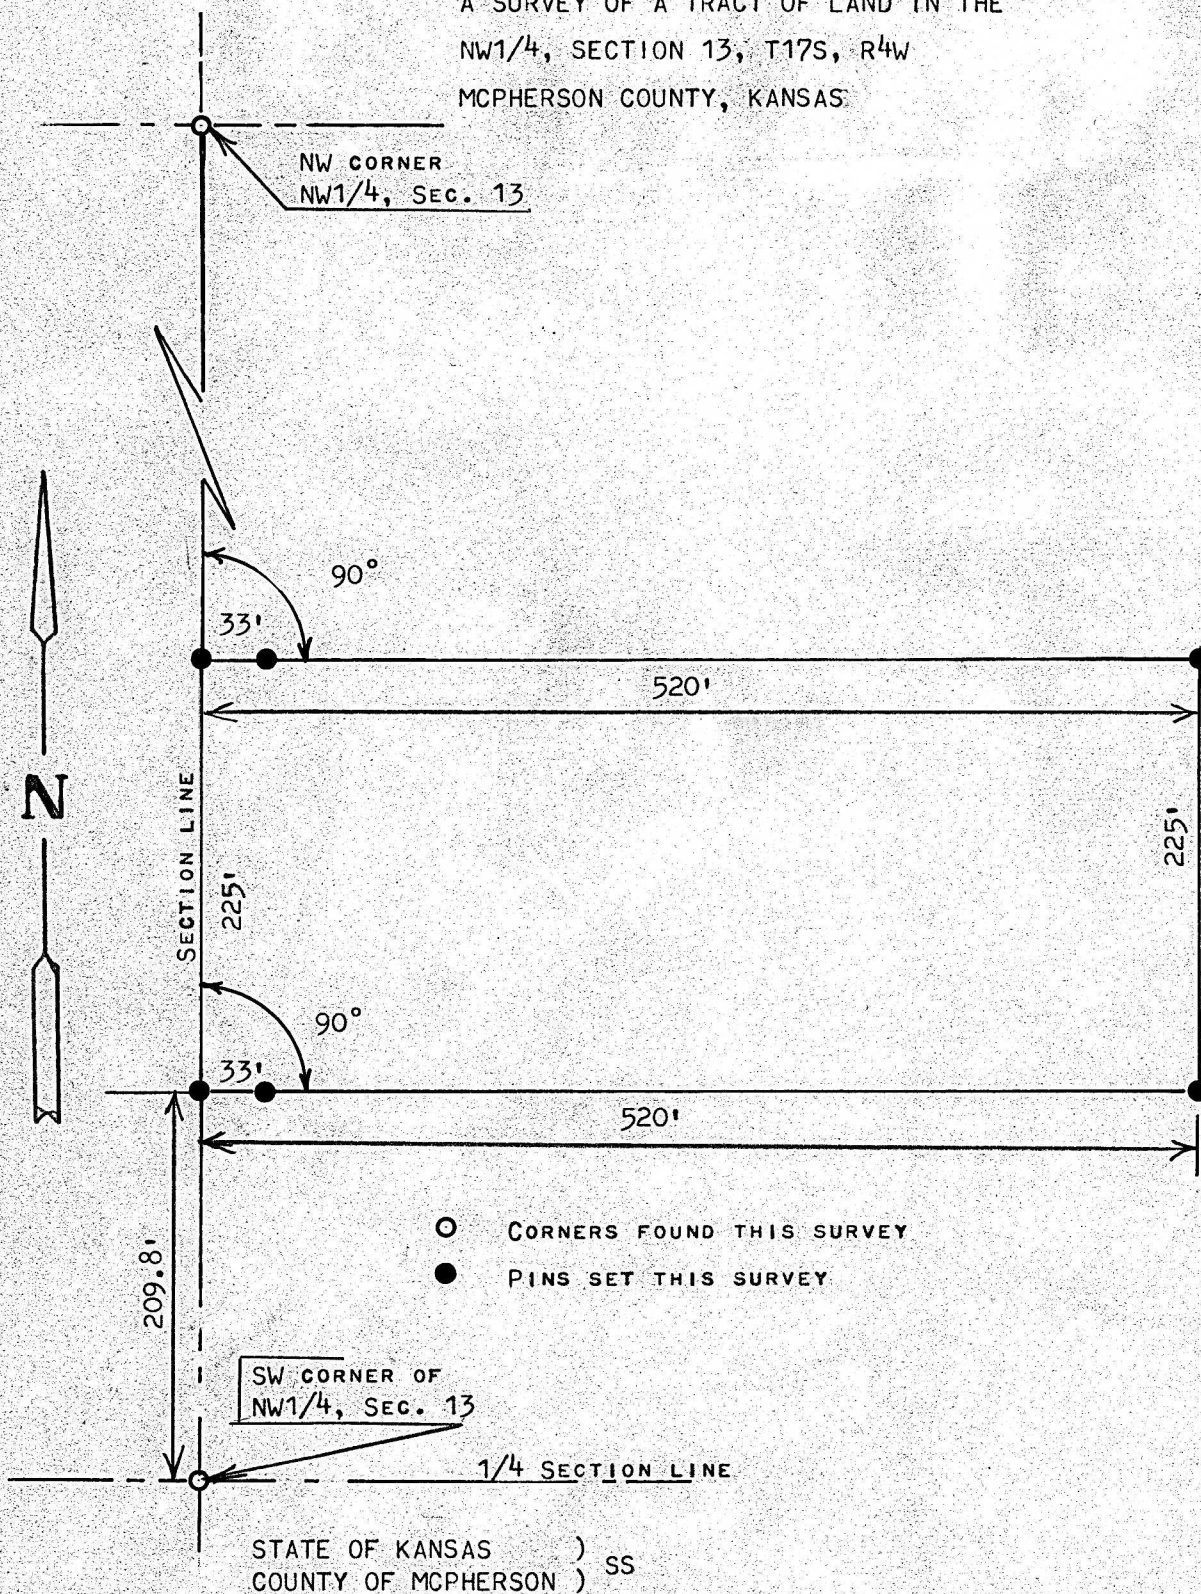 A SURVEY OF A TRACT OF LAND IN THE
NW1/4, SECTION 13, T17S, R4W
MCPHERSON COUNTY, KANSAS
NW CORNER
NW1/4, SEC. 13
90°
33'
520'
N
SECTION LINE
225'
225'
90°
33'
520'
209.8'
CORNERS FOUND THIS SURVEY
PINS SET THIS SURVEY
SW CORNER OF
NW1/4, SEC. 13
1/4 SECTION LINE
STATE OF KANSAS )
COUNTY OF MCPHERSON ) SS